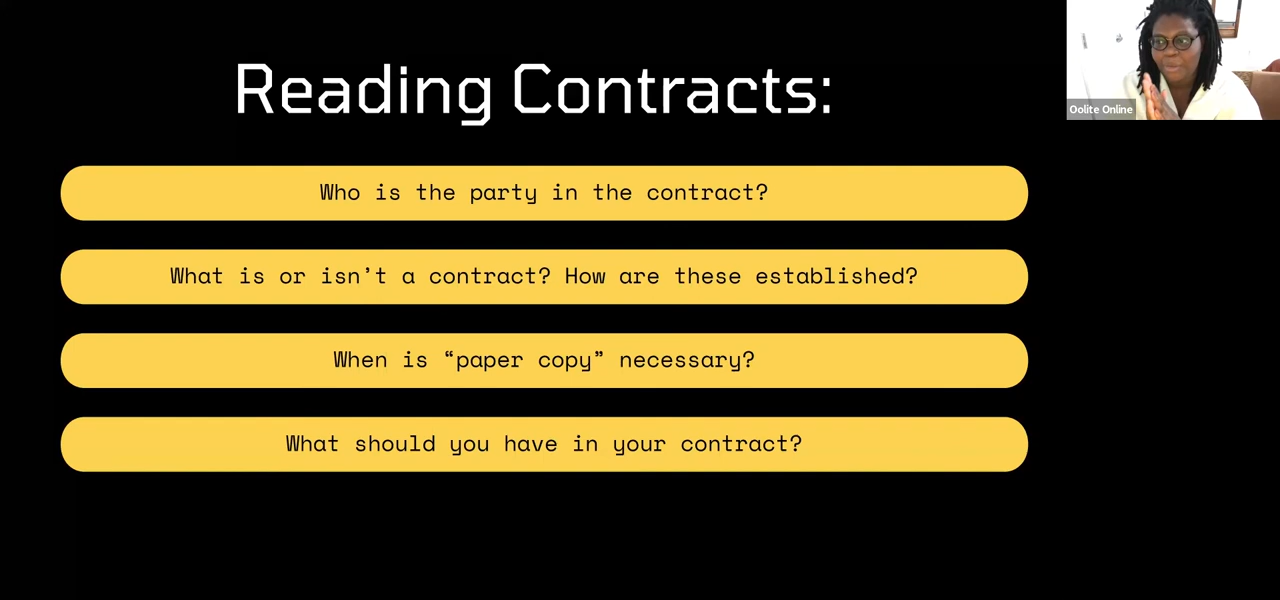 Reading Contracts:
Oolite Online
Who is the party in the contract?
What is or isn’t a contract? How are these established?
When is “paper copy” necessary?
What should you have in your contract?